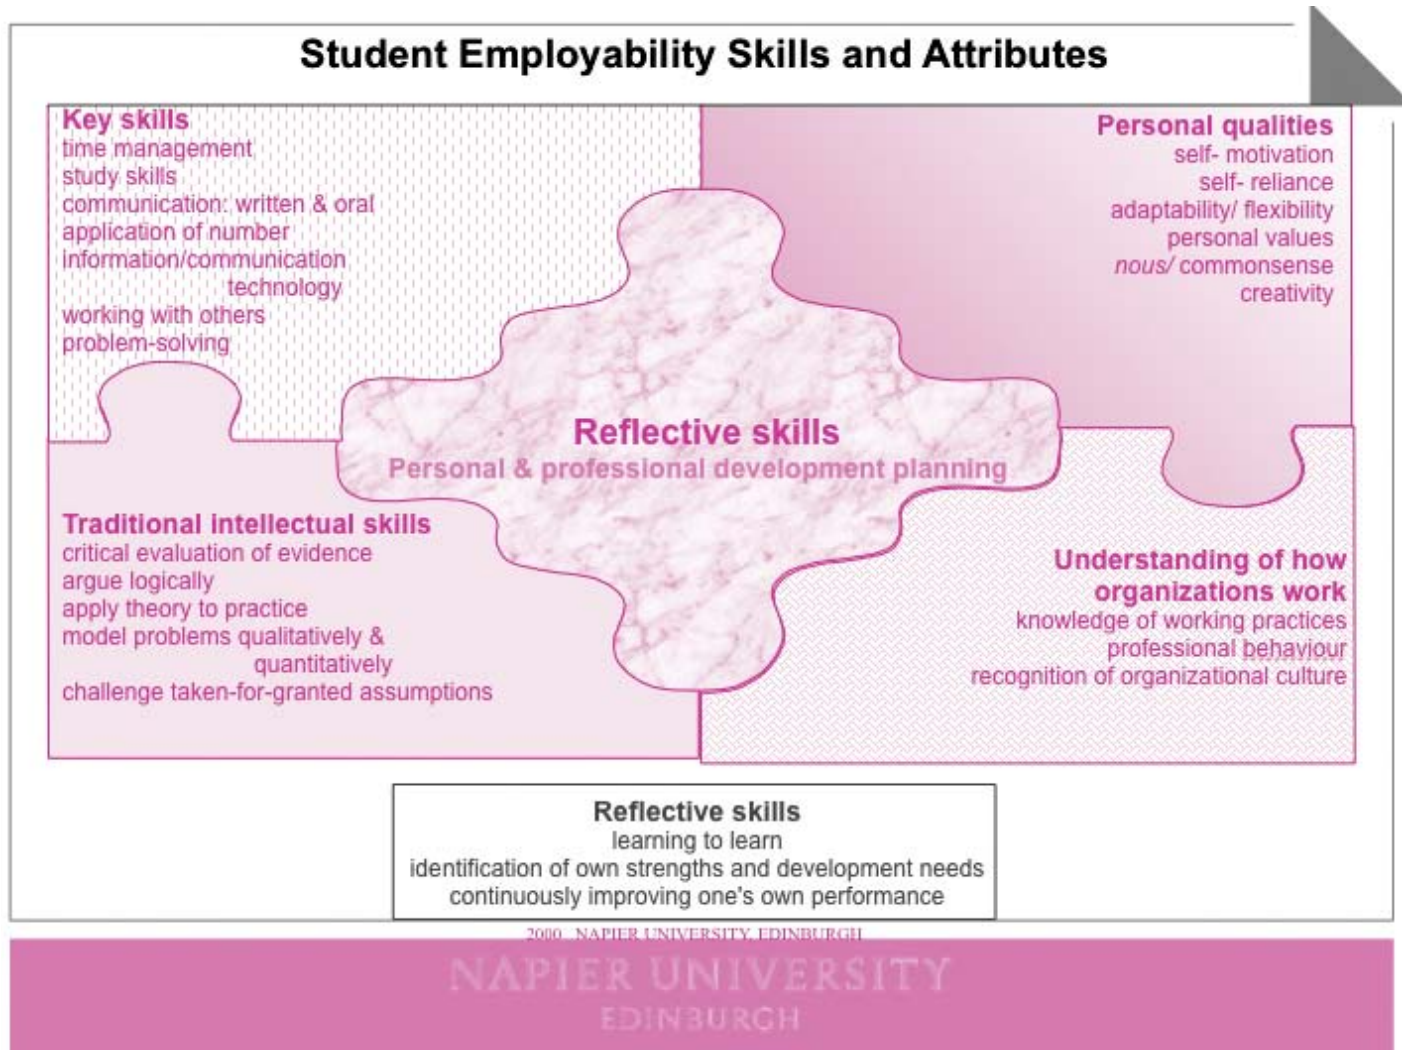 Student Employability Skills and Attributes
Key skills
time management
study skills
communication: written & oral
application of number
information/communication
technology
working with others
problem-solving
Personal qualities
self- motivation
self- reliance
adaptability/ flexibility
personal values
nous/ commonsense
creativity
Reflective skills
Personal & professional development planning
Traditional intellectual skills
critical evaluation of evidence
argue logically
apply theory to practice
model problems qualitatively &
quantitatively
challenge taken-for-granted assumptions
Understanding of how
organizations work
knowledge of working practices
professional behaviour
recognition of organizational culture
Reflective skills
learning to learn
identification of own strengths and development needs
continuously improving one's own performance
2000 NAPIER UNIVERSITY, EDINBURGH
NAPIER UNIVERSITY
EDINBURGH